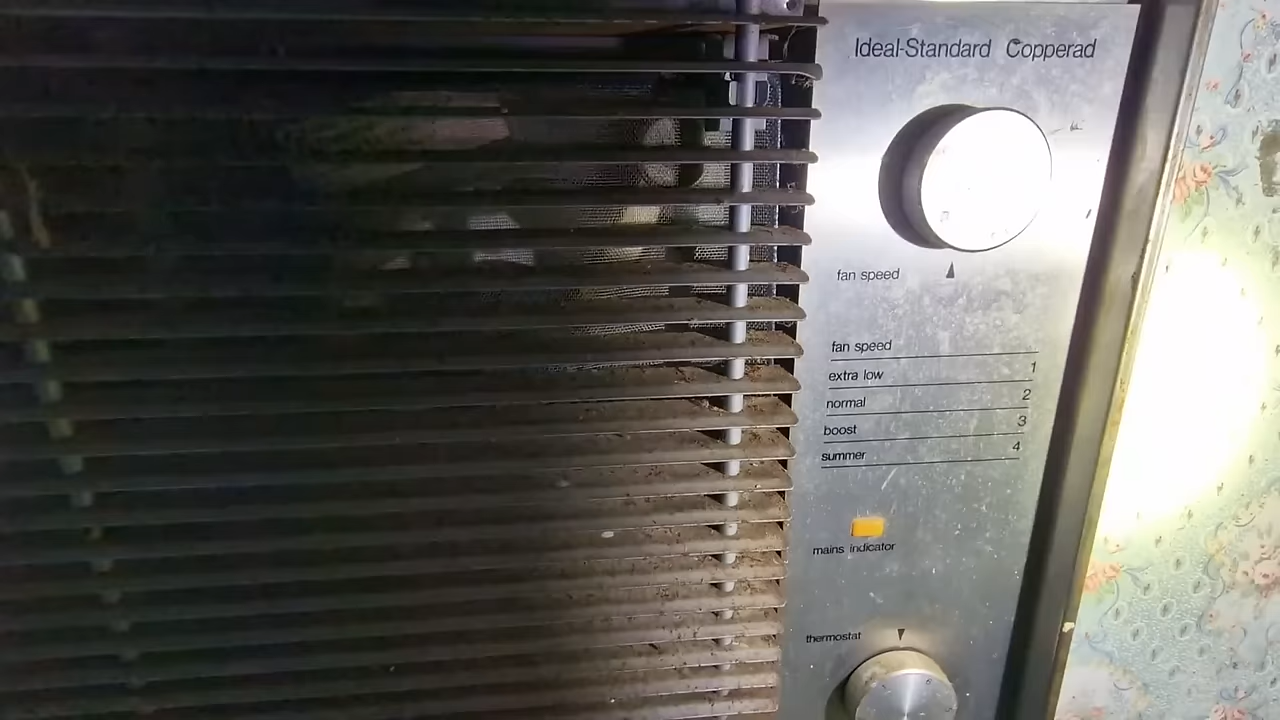 Ideal-Standard Copperad
fan speed
fan speed
extra low 1
normal 2
boost 3
summer 4
mains indicator
thermostat